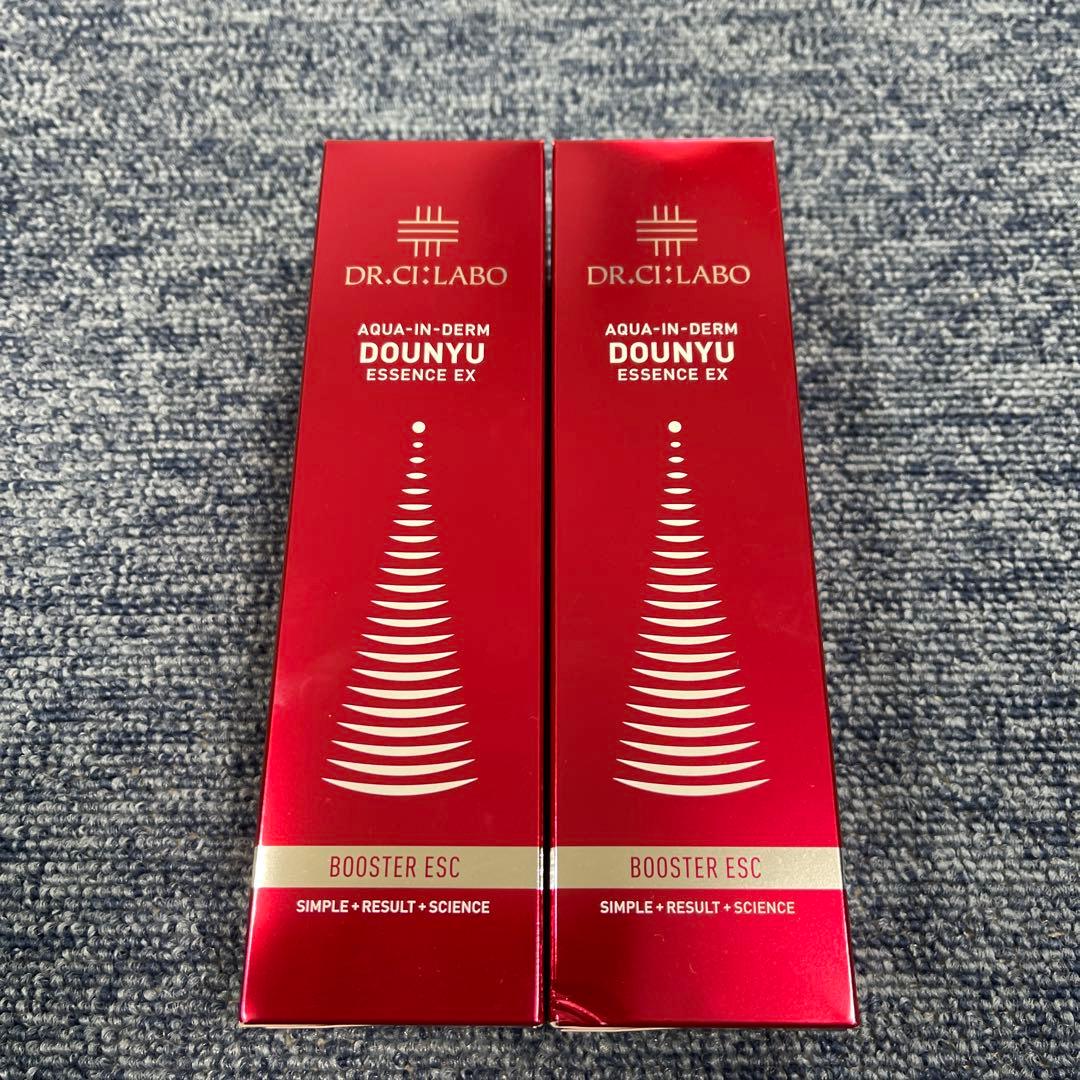 DR.CI:LABO
AQUA-IN-DERM
DOUNYU
ESSENCE EX
BOOSTER ESC
SIMPLE+RESULT+SCIENCE
DR.CI:LABO
AQUA-IN-DERM
DOUNYU
ESSENCE EX
BOOSTER ESC
SIMPLE+RESULT+SCIENCE